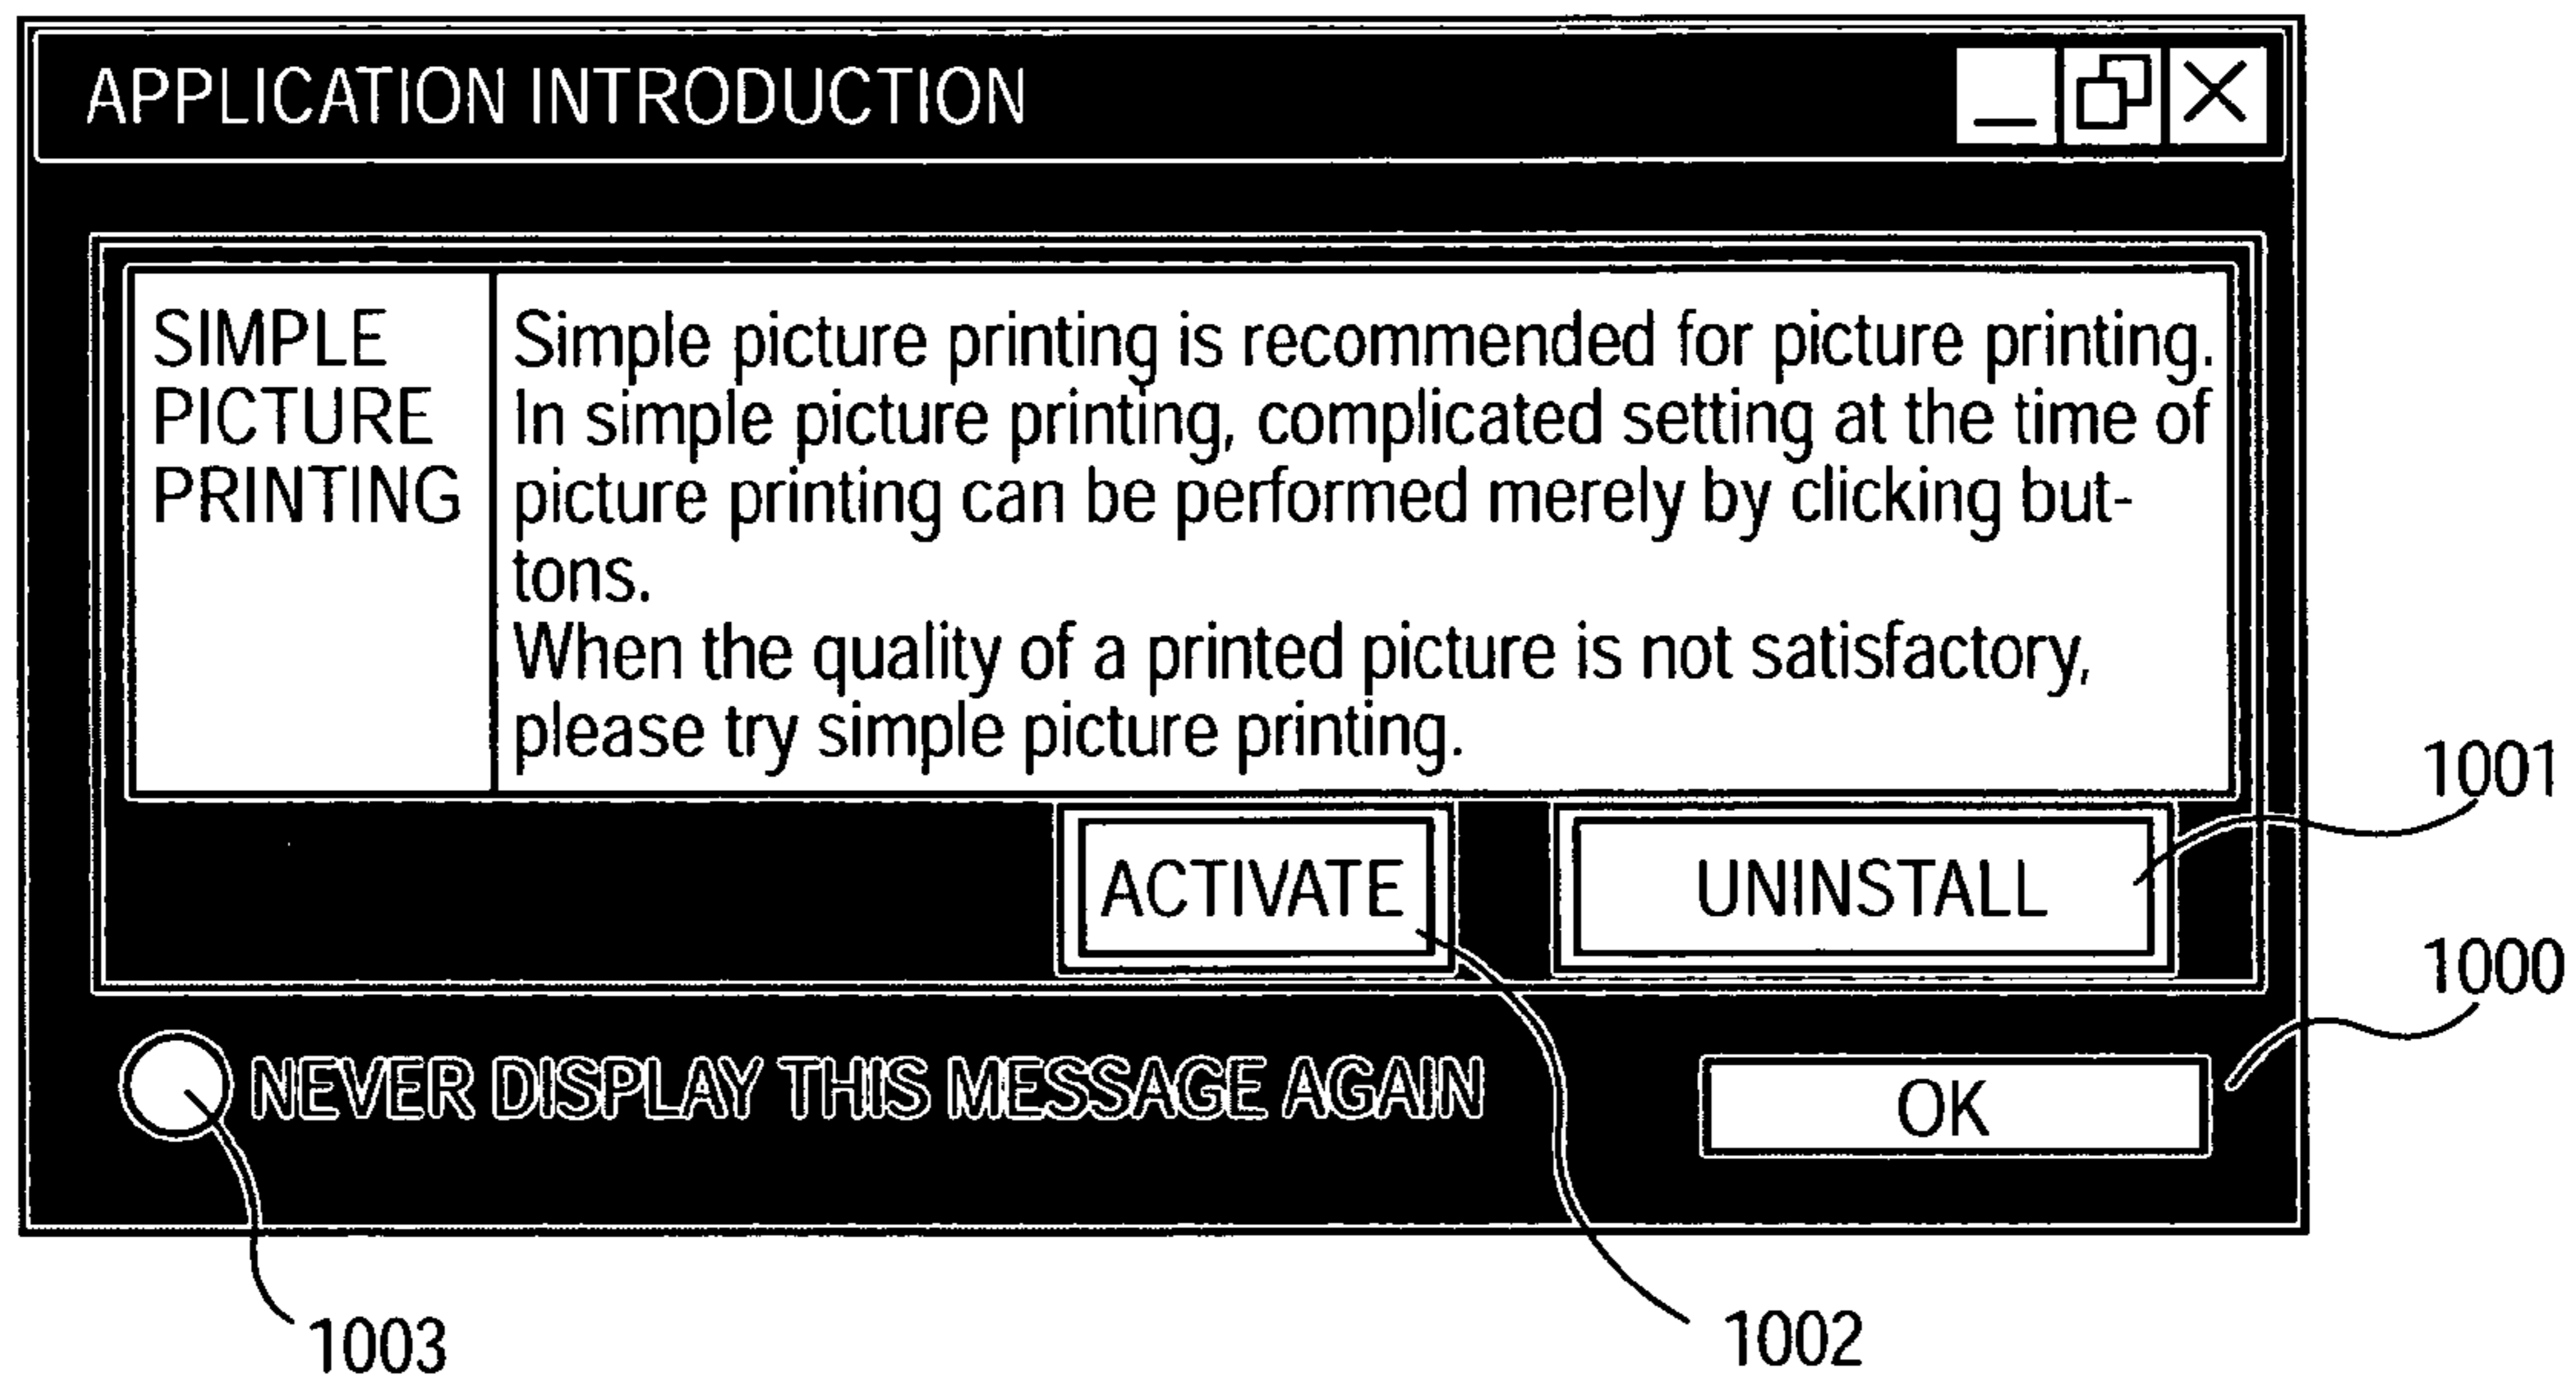 APPLICATION INTRODUCTION
SIMPLE
PICTURE
PRINTING
Simple picture printing is recommended for picture printing.
In simple picture printing, complicated setting at the time of
picture printing can be performed merely by clicking but-
tons.
When the quality of a printed picture is not satisfactory,
please try simple picture printing.
1001
ACTIVATE
UNINSTALL
1000
NEVER DISPLAY THIS MESSAGE AGAIN
OK
1003
1002